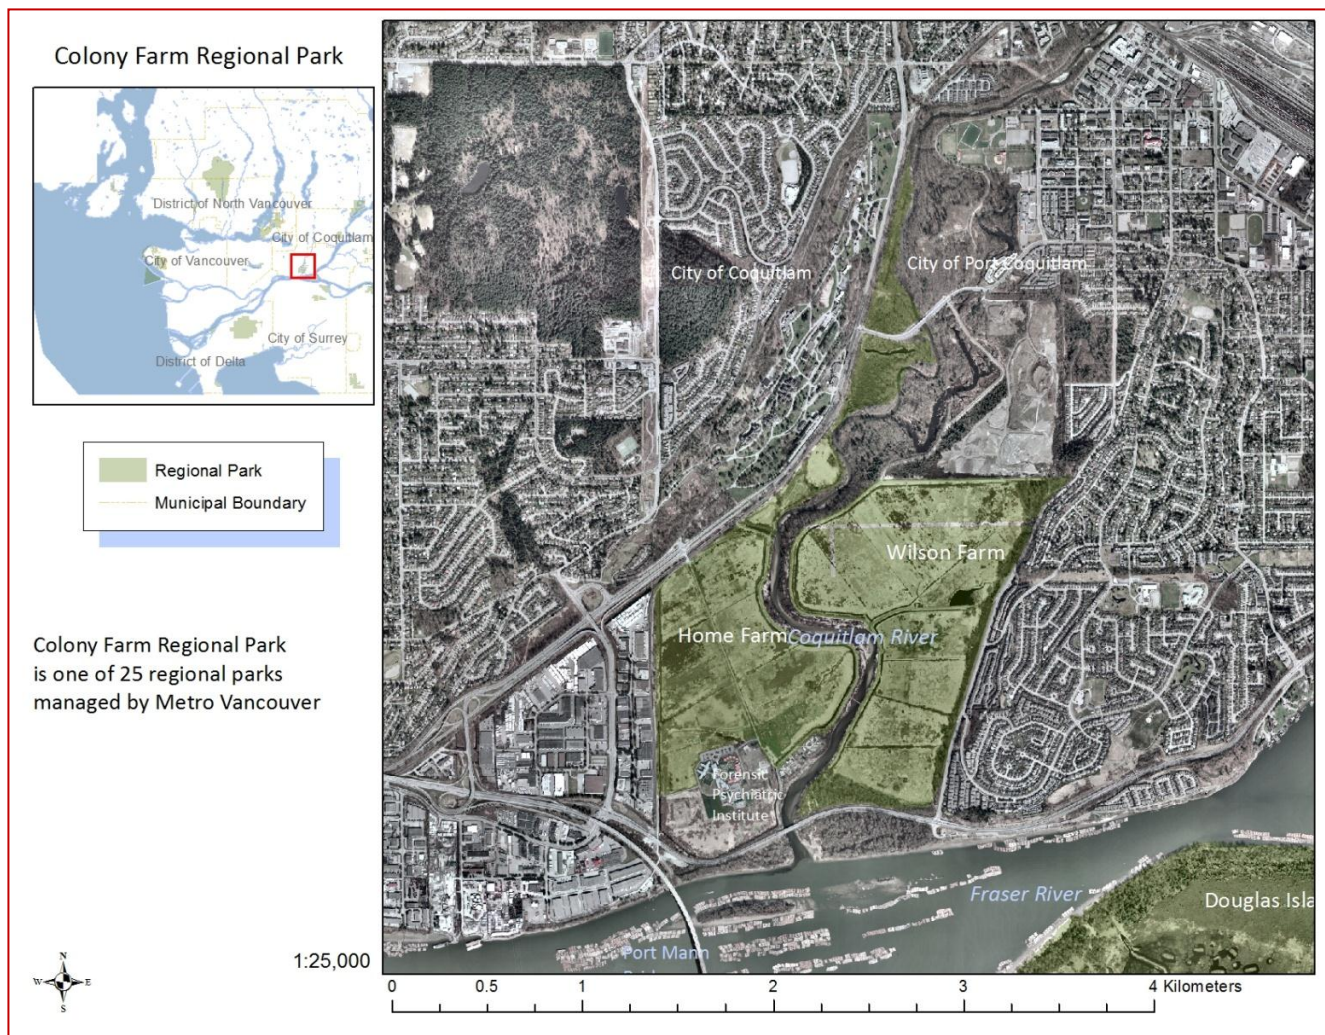 Colony Farm Regional Park
District of North Vancouver
City of Coquitlam
City of Vancouver
City of Surrey
District of Delta
Regional Park
Municipal Boundary
Colony Farm Regional Park
is one of 25 regional parks
managed by Metro Vancouver
N
W
E
S
1:25,000
City of Coquitlam
City of Port Coquitlam
Wilson Farm
Home Farm
Coquitlam River
Forensic
Psychiatric
Institute
Fraser River
Douglas Isla
Port Mann
0 0.5 1 2 3 4 Kilometers